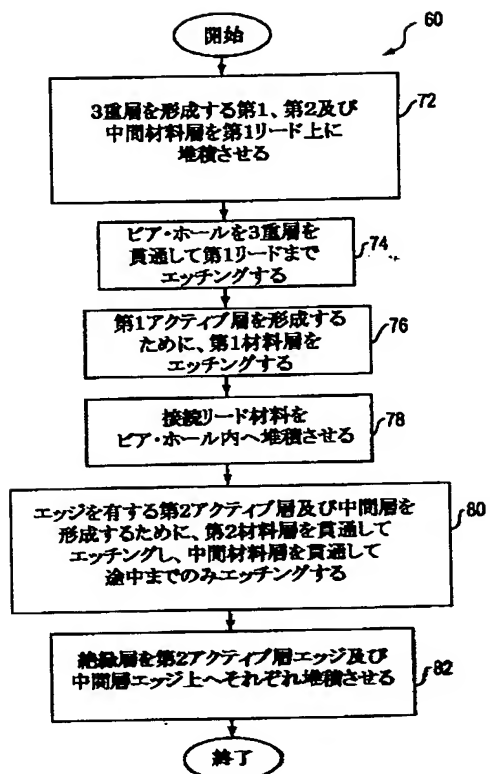 開始
60
3重層を形成する第1、第2及び
中間材料層を第1リード上に
堆積させる
72
ビア・ホールを3重層を
貫通して第1リードまで
エッチングする
74
第1アクティブ層を形成する
ために、第1材料層を
エッチングする
76
接続リード材料を
ビア・ホール内へ堆積させる
78
エッジを有する第2アクティブ層及び中間層を
形成するために、第2材料層を貫通して
エッチングし、中間材料層を貫通して
途中までのみエッチングする
80
絶縁層を第2アクティブ層エッジ及び
中間層エッジ上へそれぞれ堆積させる
82
終了